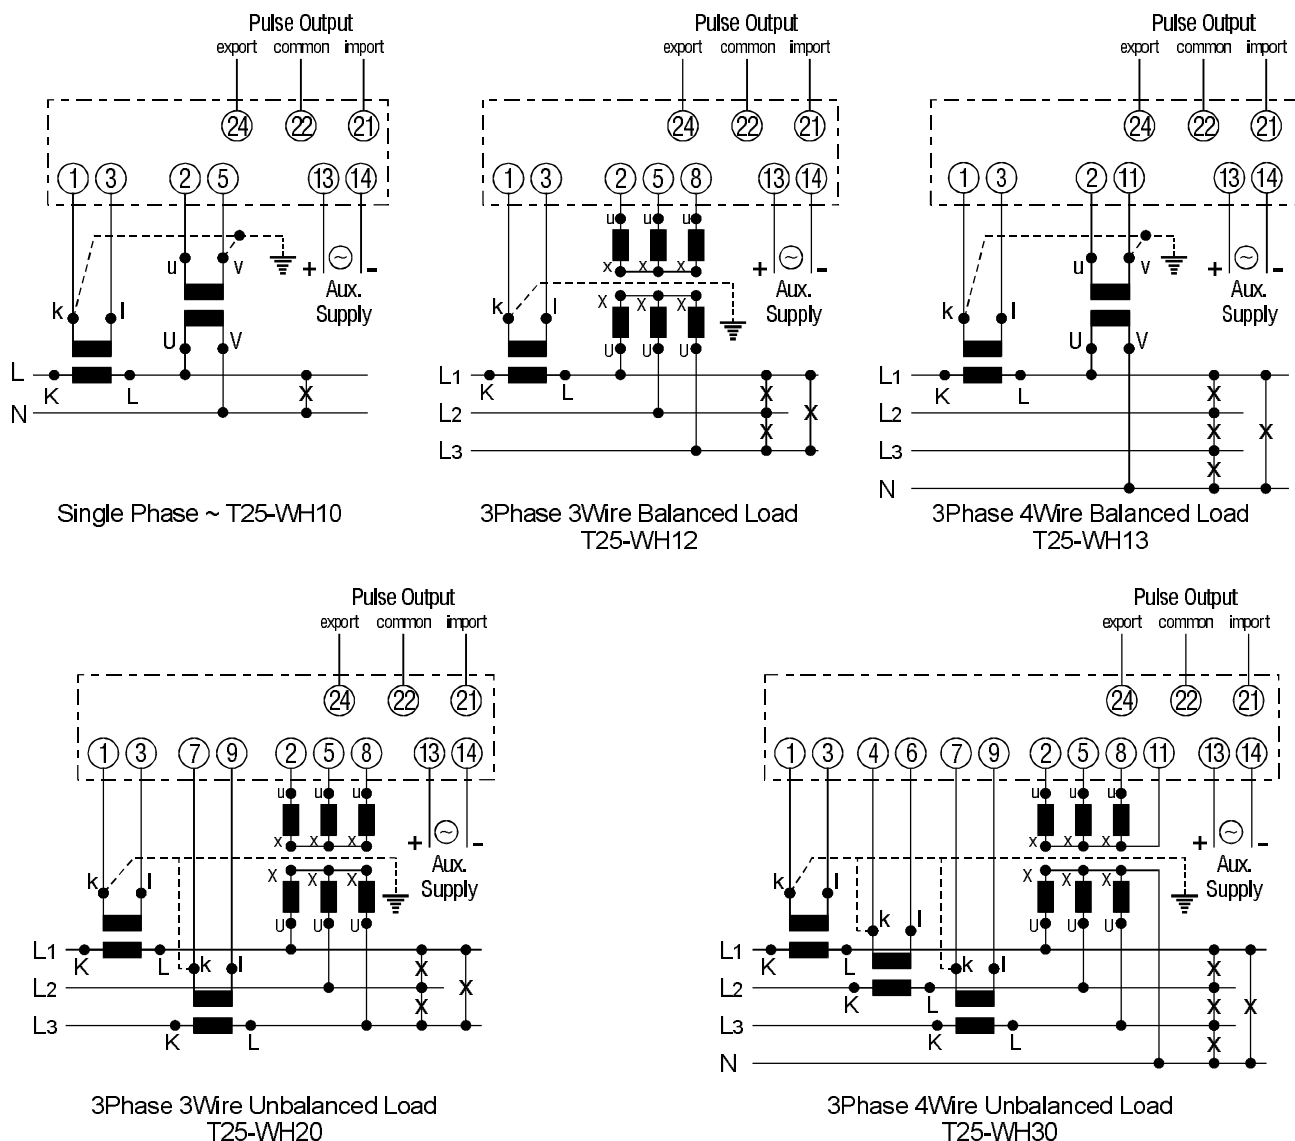 Pulse Output
export common import
24 22 21
1 3 2 5 13 14
u v + ~ -
k l Aux.
Supply
U V
L
K L X
N
Single Phase ~ T25-WH10
Pulse Output
export common import
24 22 21
1 3 2 5 8 13 14
u u u
x x x + ~ -
k l X X X Aux.
Supply
U U U
L1
K L X
L2 X
X
L3
3Phase 3Wire Balanced Load
T25-WH12
Pulse Output
export common import
24 22 21
1 3 2 11 13 14
u v + ~ -
k l Aux.
Supply
U V
L1
K L X
L2
X X
L3
X
N
3Phase 4Wire Balanced Load
T25-WH13
Pulse Output
export common import
24 22 21
1 3 7 9 2 5 8 13 14
u u u
x x x + ~ -
k l X X X Aux.
Supply
U U U
L1
K L k l X
L2 X
X
L3
K L
3Phase 3Wire Unbalanced Load
T25-WH20
Pulse Output
export common import
24 22 21
1 3 4 6 7 9 2 5 8 11 13 14
u u u
x x x + ~ -
k l X X X Aux.
Supply
k l U U U
L1
K L k l X
L2
K L X X
L3
K L X
N
3Phase 4Wire Unbalanced Load
T25-WH30